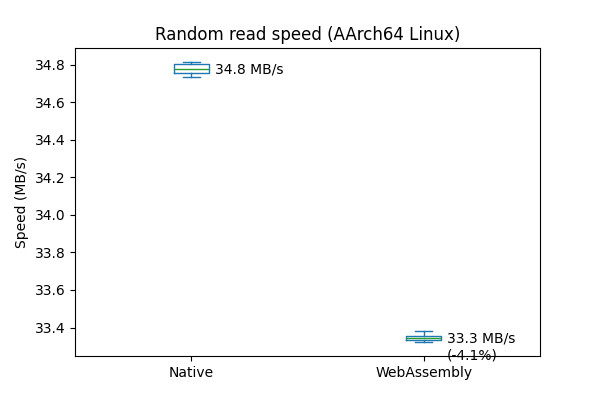 Random read speed (AArch64 Linux)
Speed (MB/s)
34.8
34.6
34.4
34.2
34.0
33.8
33.6
33.4
34.8 MB/s
33.3 MB/s
(-4.1%)
Native
WebAssembly